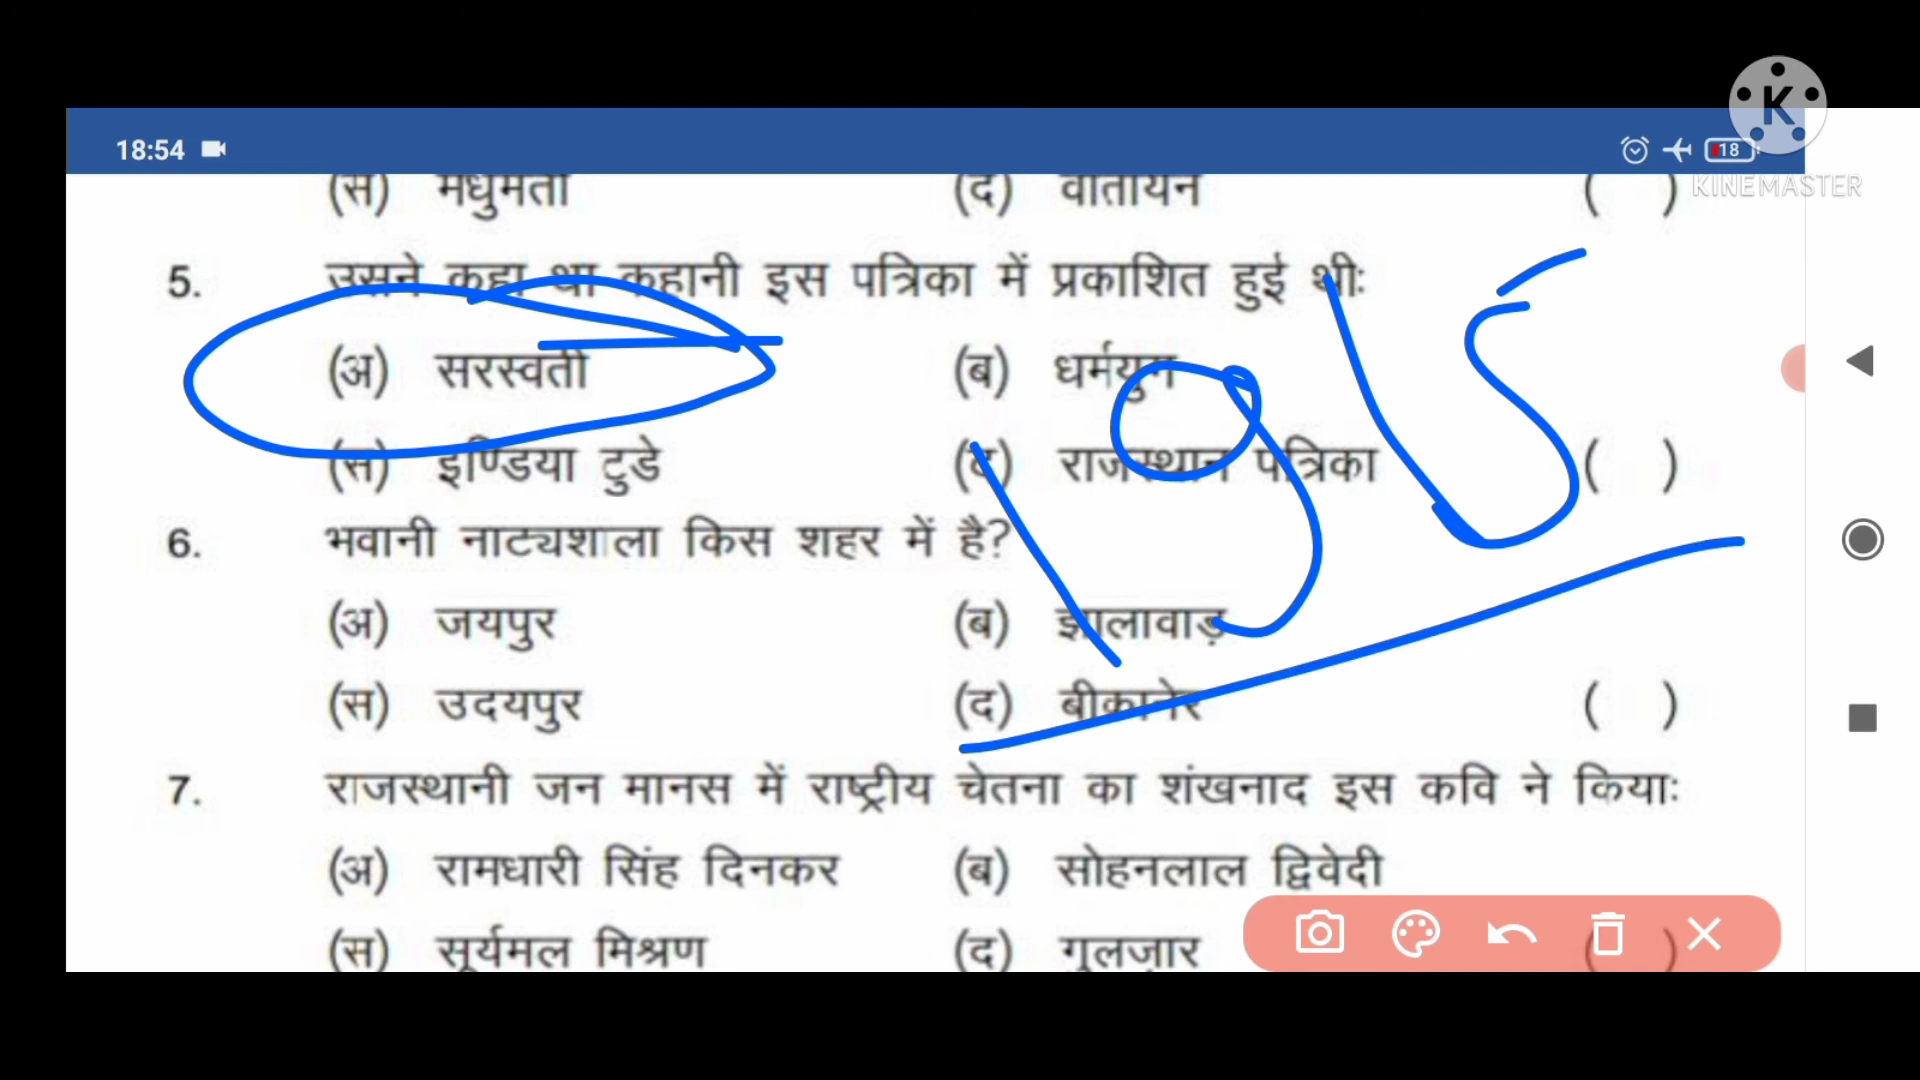 18:54
18
K
KINEMASTER
(स) मधुमती (द) वातायन ( )
5. उसने कहा था कहानी इस पत्रिका में प्रकाशित हुई थीः
(अ) सरस्वती (ब) धर्मयुग
(स) इण्डिया टुडे (द) राजस्थान पत्रिका ( )
1915
6. भवानी नाट्यशाला किस शहर में है?
(अ) जयपुर (ब) झालावाड़
(स) उदयपुर (द) बीकानेर ( )
7. राजस्थानी जन मानस में राष्ट्रीय चेतना का शंखनाद इस कवि ने कियाः
(अ) रामधारी सिंह दिनकर (ब) सोहनलाल द्विवेदी
(स) सूर्यमल मिश्रण (द) गुलज़ार ( )